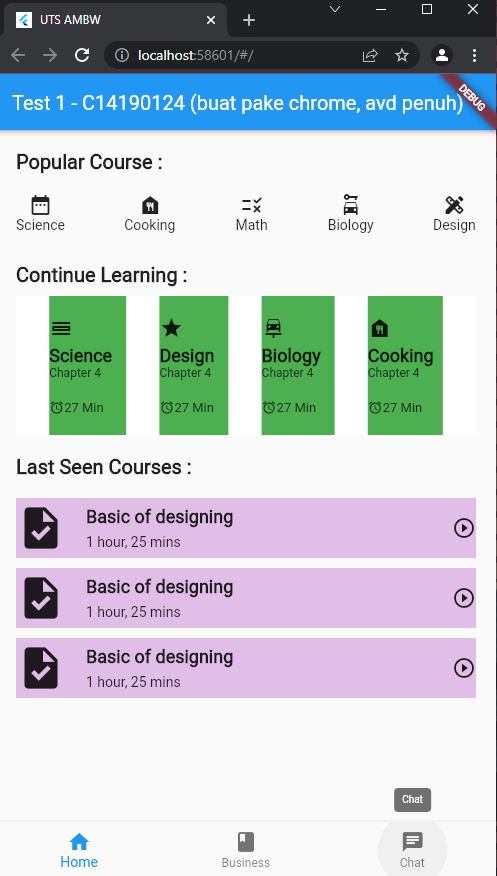 UTS AMBW
localhost:58601/#/
Test 1 - C14190124 (buat pake chrome, avd penuh)
DEBUG
Popular Course :
Science Cooking Math Biology Design
Continue Learning :
Science Design Biology Cooking
Chapter 4 Chapter 4 Chapter 4 Chapter 4
27 Min 27 Min 27 Min 27 Min
Last Seen Courses :
Basic of designing
1 hour, 25 mins
Basic of designing
1 hour, 25 mins
Basic of designing
1 hour, 25 mins
Chat
Home Business Chat